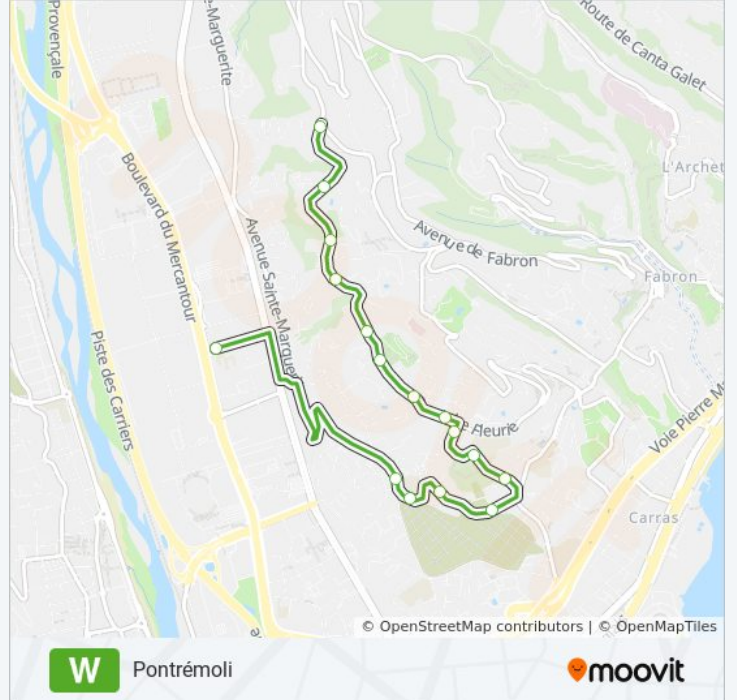 Provençale
-Marguerite
Route de Canta Galet
L'Archet
Boulevard du Mercantour
Avenue Sainte-Marguer
Avenue de Fabron
Fabron
Piste des Carriers
e Fleurie
Voie Pierre M
Carras
© OpenStreetMap contributors | © OpenMapTiles
W Pontrémoli
moovit